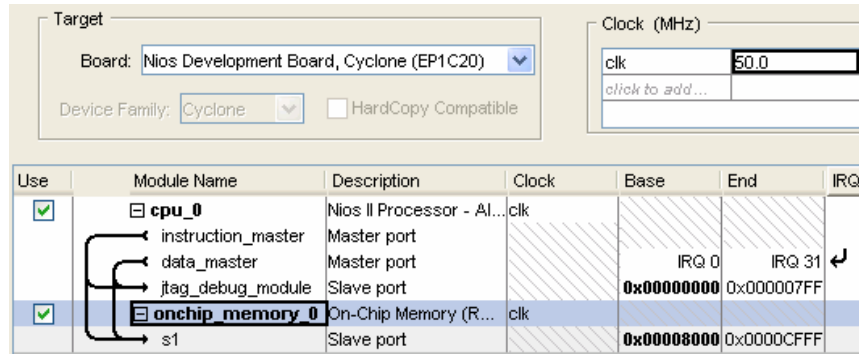 Target
Board: Nios Development Board, Cyclone (EP1C20)
Device Family: Cyclone HardCopy Compatible
Clock (MHz)
clk 50.0
click to add...
Use Module Name Description Clock Base End IRQ
cpu_0 Nios II Processor - Al... clk
instruction_master Master port
data_master Master port IRQ 0 IRQ 31
jtag_debug_module Slave port 0x00000000 0x000007FF
onchip_memory_0 On-Chip Memory (R... clk
s1 Slave port 0x00008000 0x0000CFFF